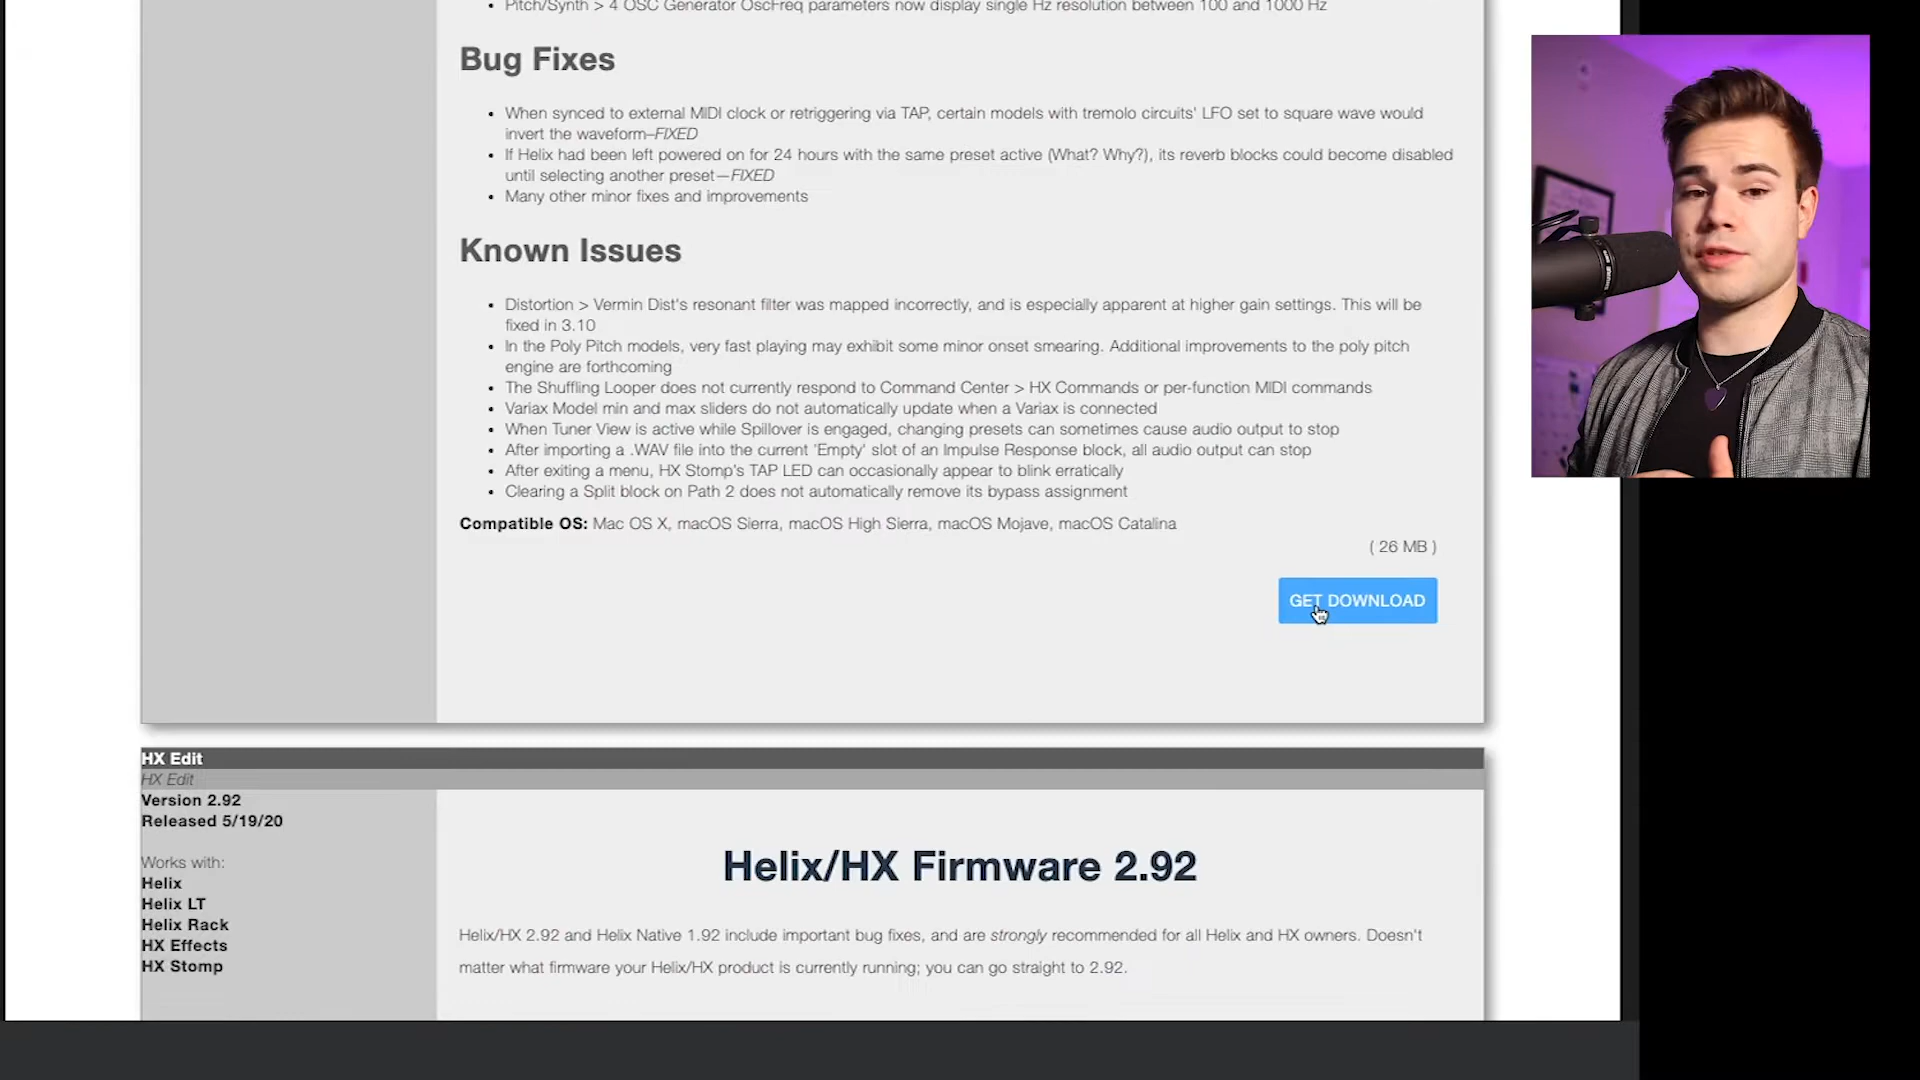 • Pitch/Synth > 4 OSC Generator OscFreq parameters now display single Hz resolution between 100 and 1000 Hz
Bug Fixes
• When synced to external MIDI clock or retriggering via TAP, certain models with tremolo circuits' LFO set to square wave would
invert the waveform–FIXED
• If Helix had been left powered on for 24 hours with the same preset active (What? Why?), its reverb blocks could become disabled
until selecting another preset—FIXED
• Many other minor fixes and improvements
Known Issues
• Distortion > Vermin Dist's resonant filter was mapped incorrectly, and is especially apparent at higher gain settings. This will be
fixed in 3.10
• In the Poly Pitch models, very fast playing may exhibit some minor onset smearing. Additional improvements to the poly pitch
engine are forthcoming
• The Shuffling Looper does not currently respond to Command Center > HX Commands or per-function MIDI commands
• Variax Model min and max sliders do not automatically update when a Variax is connected
• When Tuner View is active while Spillover is engaged, changing presets can sometimes cause audio output to stop
• After importing a .WAV file into the current 'Empty' slot of an Impulse Response block, all audio output can stop
• After exiting a menu, HX Stomp's TAP LED can occasionally appear to blink erratically
• Clearing a Split block on Path 2 does not automatically remove its bypass assignment
Compatible OS: Mac OS X, macOS Sierra, macOS High Sierra, macOS Mojave, macOS Catalina
( 26 MB )
GET DOWNLOAD
HX Edit
HX Edit
Version 2.92
Released 5/19/20
Works with:
Helix
Helix LT
Helix Rack
HX Effects
HX Stomp
Helix/HX Firmware 2.92
Helix/HX 2.92 and Helix Native 1.92 include important bug fixes, and are strongly recommended for all Helix and HX owners. Doesn't
matter what firmware your Helix/HX product is currently running; you can go straight to 2.92.